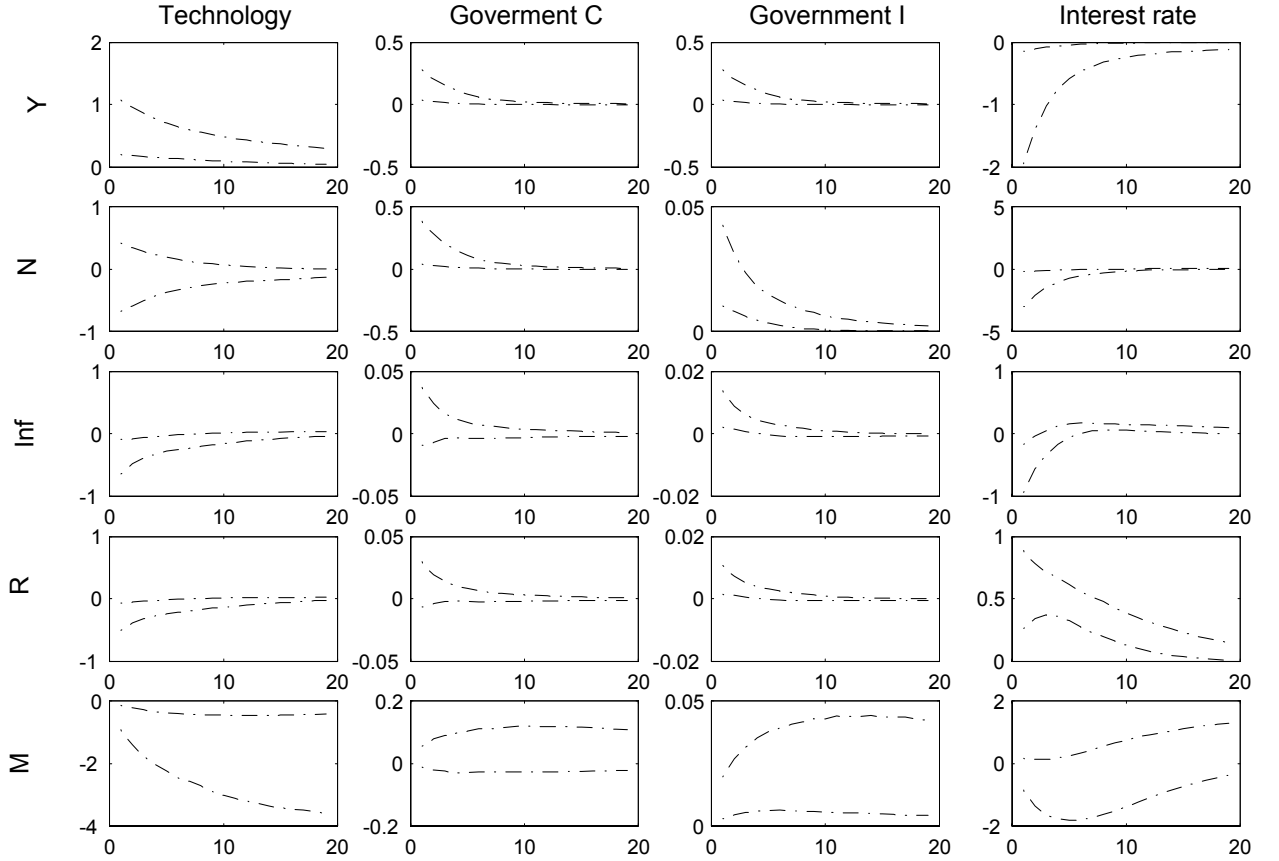 Technology Goverment C Government I Interest rate
2 0.5 0.5 0
Y 1 0 0 -1
0 -0.5 -0.5 -2
0 10 20 0 10 20 0 10 20 0 10 20
1 0.5 0.05 5
N 0 0 0
-1 -0.5 0 -5
0 10 20 0 10 20 0 10 20 0 10 20
1 0.05 0.02 1
Inf 0 0 0 0
-1 -0.05 -0.02 -1
0 10 20 0 10 20 0 10 20 0 10 20
1 0.05 0.02 1
R 0 0 0 0.5
-1 -0.05 -0.02 0
0 10 20 0 10 20 0 10 20 0 10 20
0 0.2 0.05 2
M -2 0 0
-4 -0.2 0 -2
0 10 20 0 10 20 0 10 20 0 10 20